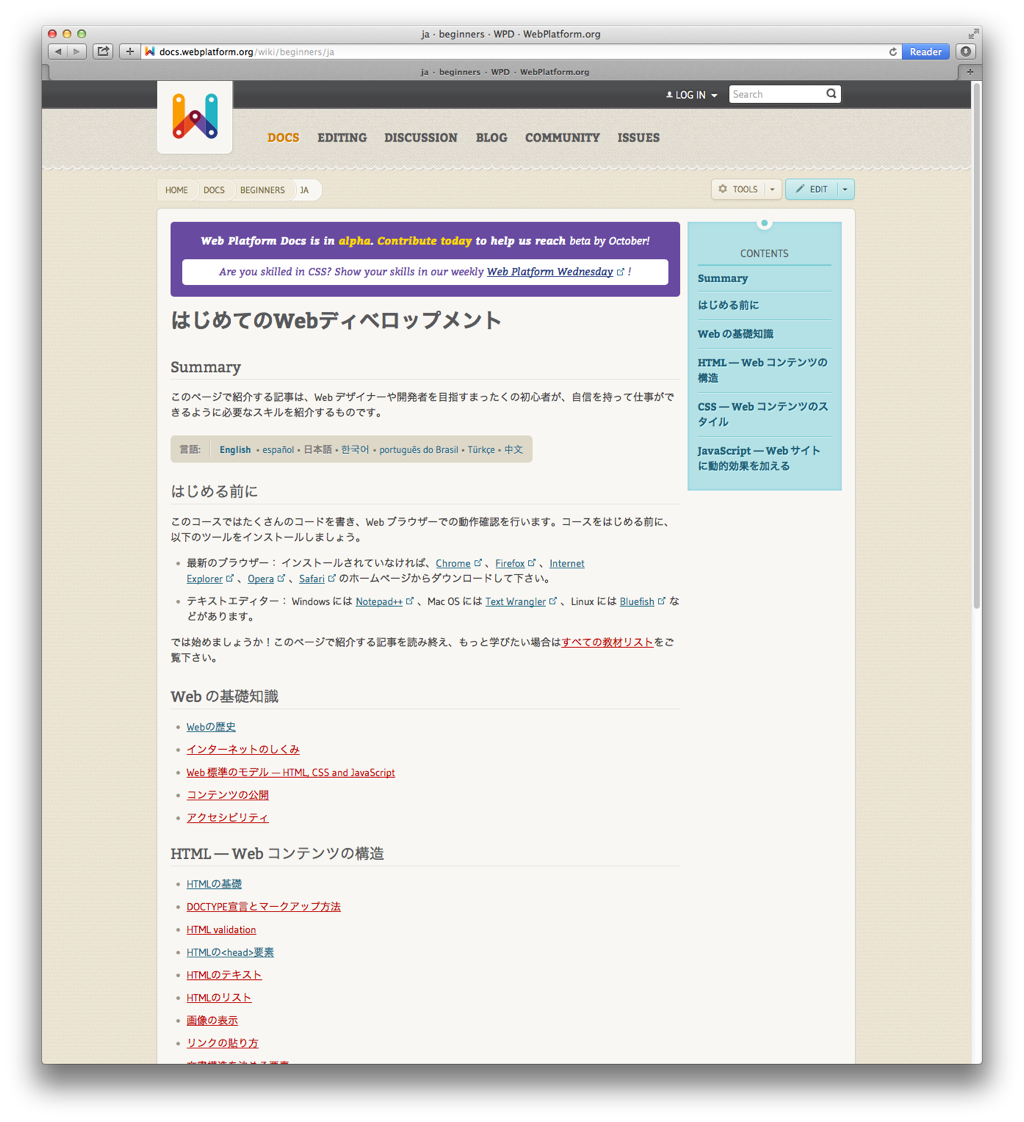 ja · beginners · WPD · WebPlatform.org
docs.webplatform.org/wiki/beginners/ja
Reader
ja · beginners · WPD · WebPlatform.org
LOG IN
Search
DOCS EDITING DISCUSSION BLOG COMMUNITY ISSUES
HOME DOCS BEGINNERS JA
TOOLS EDIT
Web Platform Docs is in alpha. Contribute today to help us reach beta by October!
Are you skilled in CSS? Show your skills in our weekly Web Platform Wednesday !
はじめてのWebディベロップメント
Summary
このページで紹介する記事は、Web デザイナーや開発者を目指すまったくの初心者が、自信を持って仕事がで
きるように必要なスキルを紹介するものです。
言語: English • español • 日本語 • 한국어 • português do Brasil • Türkçe • 中文
はじめる前に
このコースではたくさんのコードを書き、Web ブラウザーでの動作確認を行います。コースをはじめる前に、
以下のツールをインストールしましょう。
• 最新のブラウザー： インストールされていなければ、Chrome 、Firefox 、Internet
Explorer 、Opera 、Safari のホームページからダウンロードして下さい。
• テキストエディター： Windows には Notepad++ 、Mac OS には Text Wrangler 、Linux には Bluefish な
どがあります。
では始めましょうか！このページで紹介する記事を読み終え、もっと学びたい場合はすべての教材リストをご
覧下さい。
Web の基礎知識
• Webの歴史
• インターネットのしくみ
• Web 標準のモデル — HTML, CSS and JavaScript
• コンテンツの公開
• アクセシビリティ
HTML — Web コンテンツの構造
• HTMLの基礎
• DOCTYPE宣言とマークアップ方法
• HTML validation
• HTMLの<head>要素
• HTMLのテキスト
• HTMLのリスト
• 画像の表示
• リンクの貼り方
CONTENTS
Summary
はじめる前に
Web の基礎知識
HTML — Web コンテンツの
構造
CSS — Web コンテンツのス
タイル
JavaScript — Web サイト
に動的効果を加える